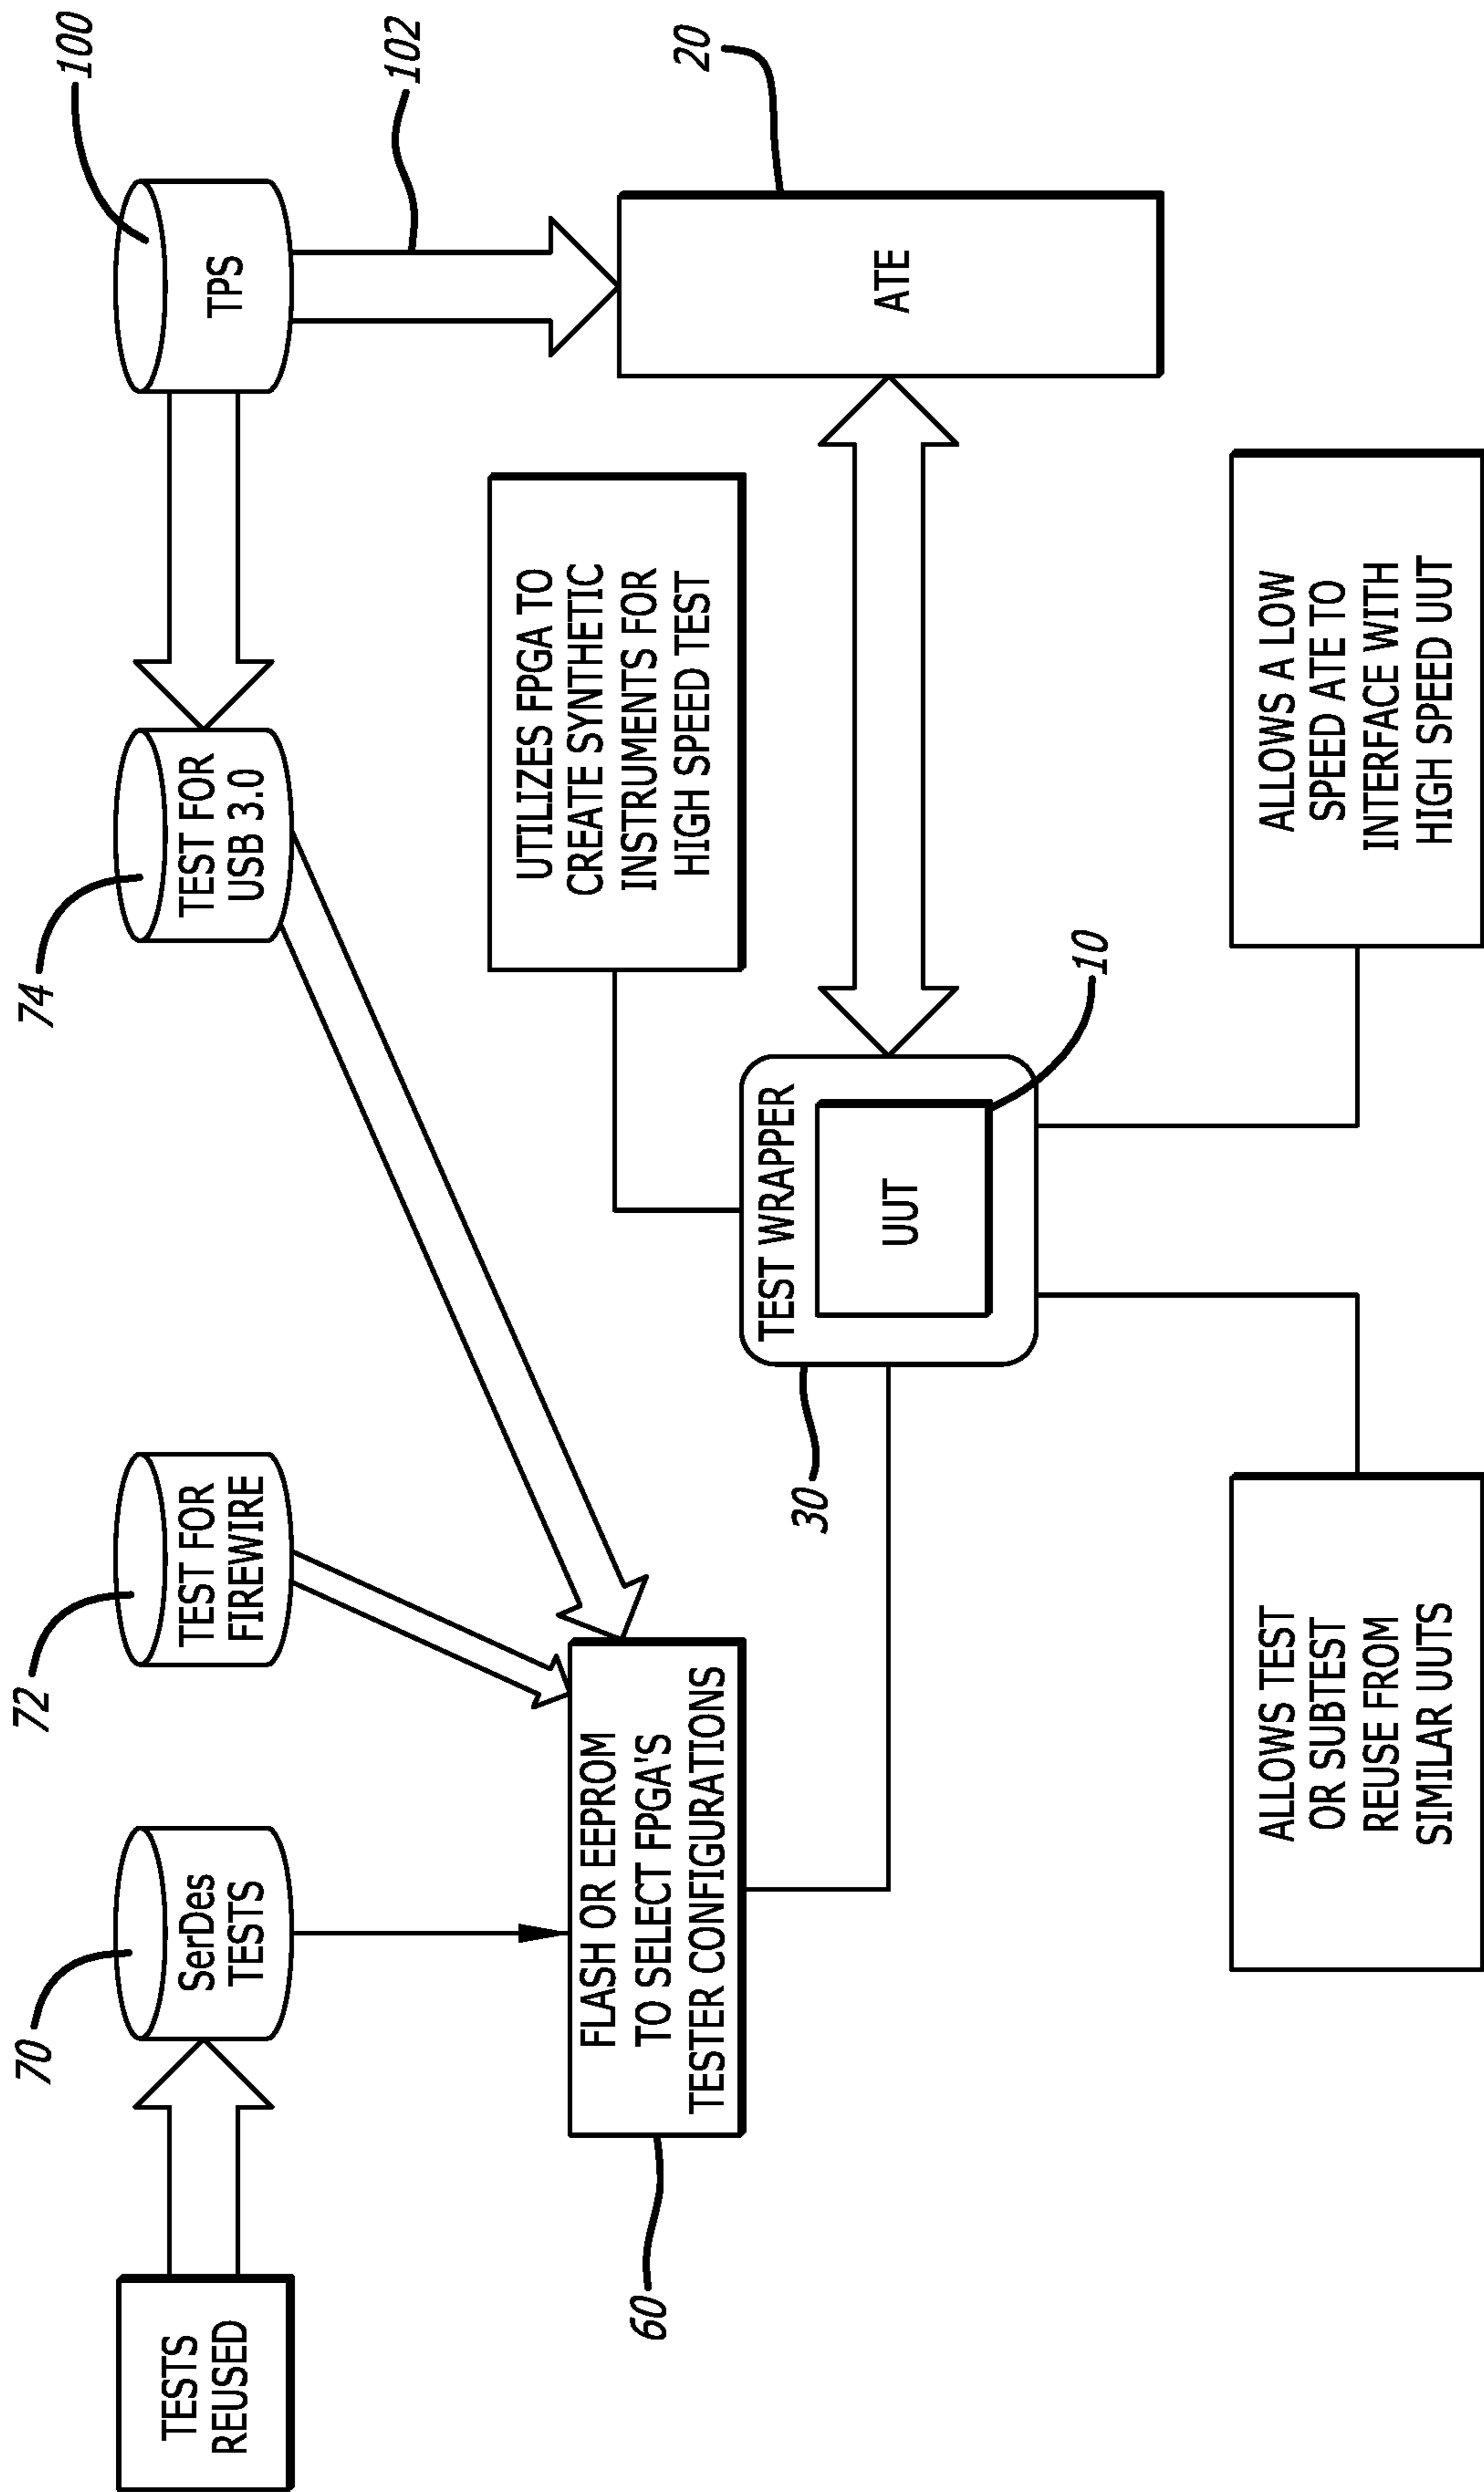 TESTS
REUSED
70
SerDes
TESTS
72
TEST FOR
FIREWIRE
74
TEST FOR
USB 3.0
100
TPS
102
60
FLASH OR EEPROM
TO SELECT FPGA'S
TESTER CONFIGURATIONS
UTILIZES FPGA TO
CREATE SYNTHETIC
INSTRUMENTS FOR
HIGH SPEED TEST
20
ATE
30
TEST WRAPPER
UUT
10
ALLOWS TEST
OR SUBTEST
REUSE FROM
SIMILAR UUTS
ALLOWS A LOW
SPEED ATE TO
INTERFACE WITH
HIGH SPEED UUT